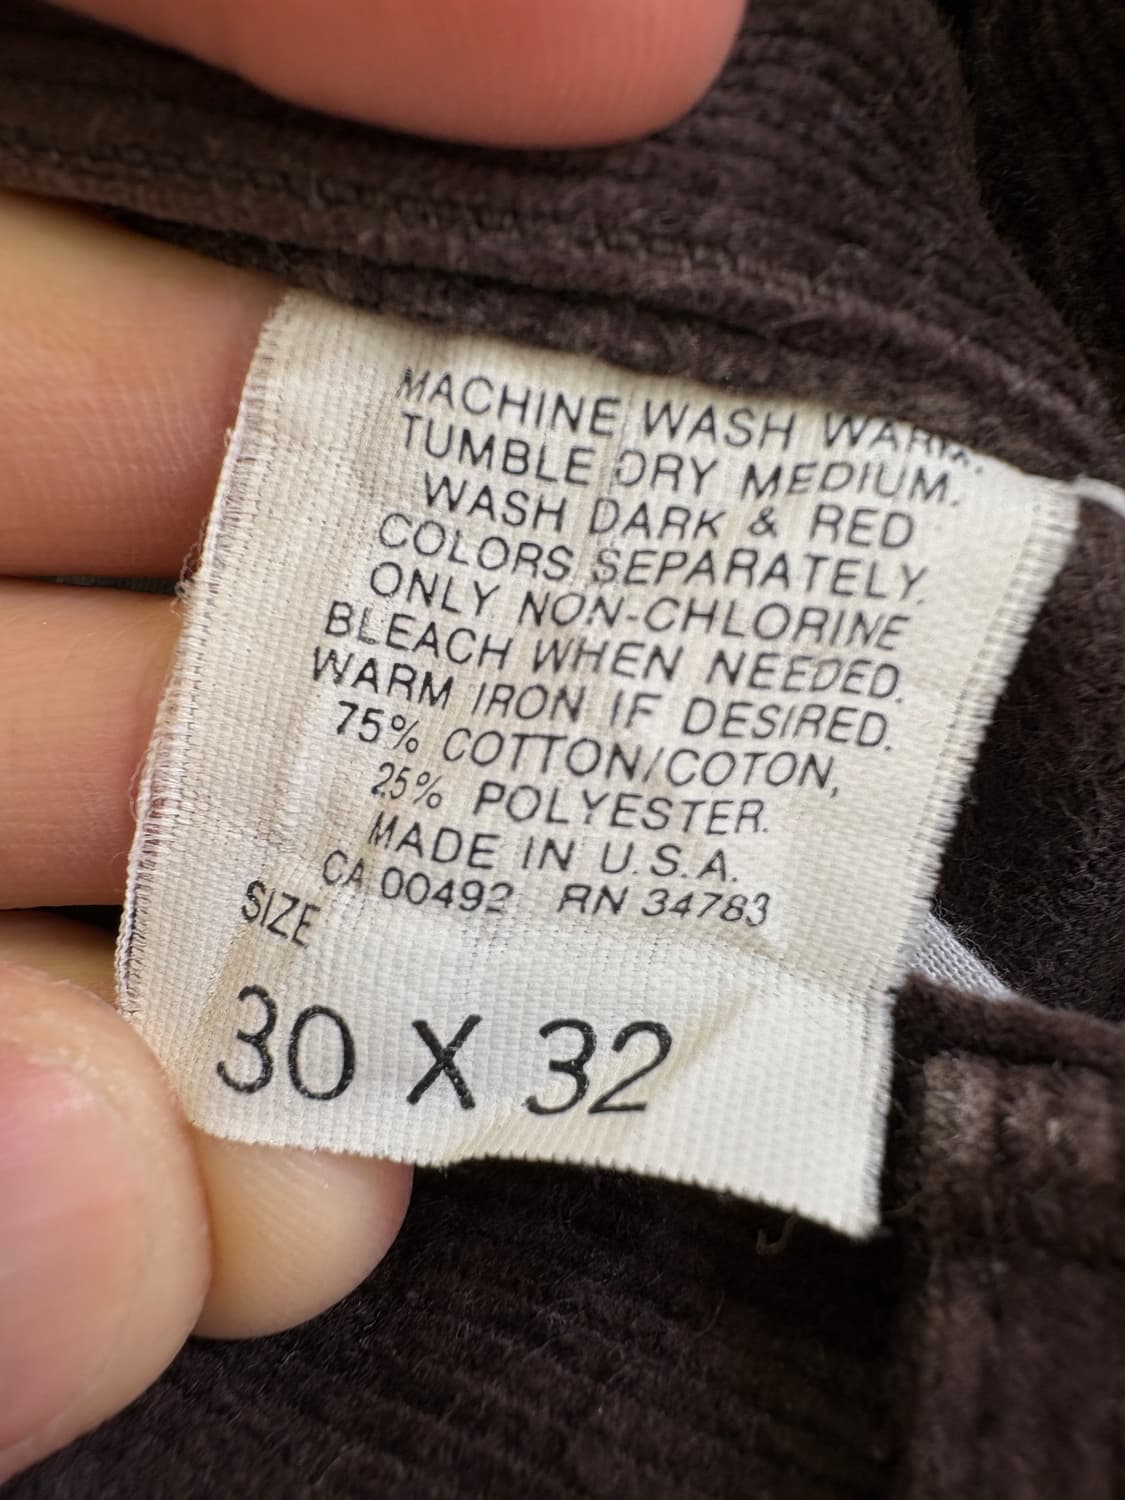 MACHINE WASH WARM.
TUMBLE DRY MEDIUM.
WASH DARK & RED
COLORS SEPARATELY.
ONLY NON-CHLORINE
BLEACH WHEN NEEDED.
WARM IRON IF DESIRED.
75% COTTON/COTON,
25% POLYESTER.
MADE IN U.S.A.
CA 00492 RN 34783
SIZE
30 X 32